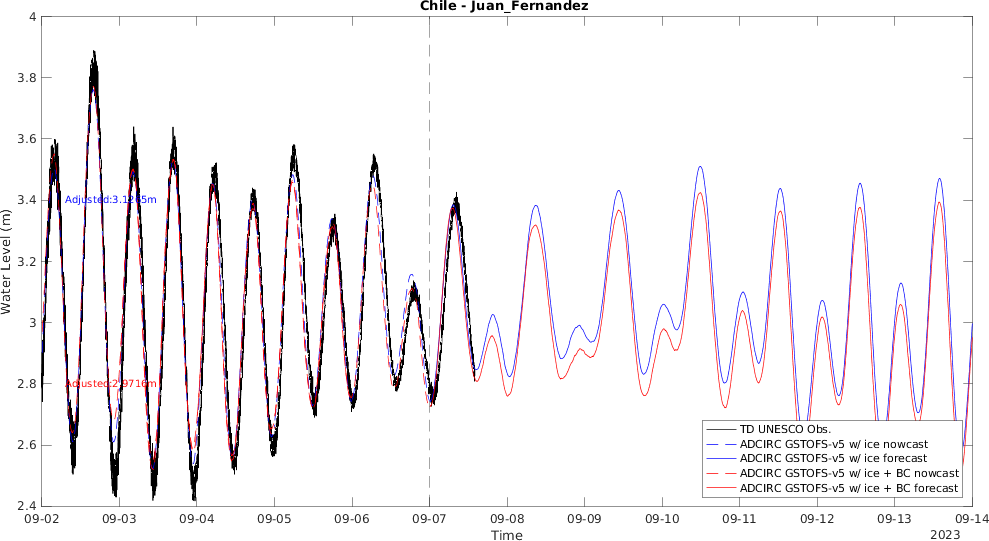 Chile - Juan_Fernandez
Water Level (m)
4
3.8
3.6
3.4
3.2
3
2.8
2.6
2.4
Adjusted:3.1265m
Adjusted:2.9716m
TD UNESCO Obs.
ADCIRC GSTOFS-v5 w/ ice nowcast
ADCIRC GSTOFS-v5 w/ ice forecast
ADCIRC GSTOFS-v5 w/ ice + BC nowcast
ADCIRC GSTOFS-v5 w/ ice + BC forecast
09-02 09-03 09-04 09-05 09-06 09-07 09-08 09-09 09-10 09-11 09-12 09-13 09-14
Time
2023